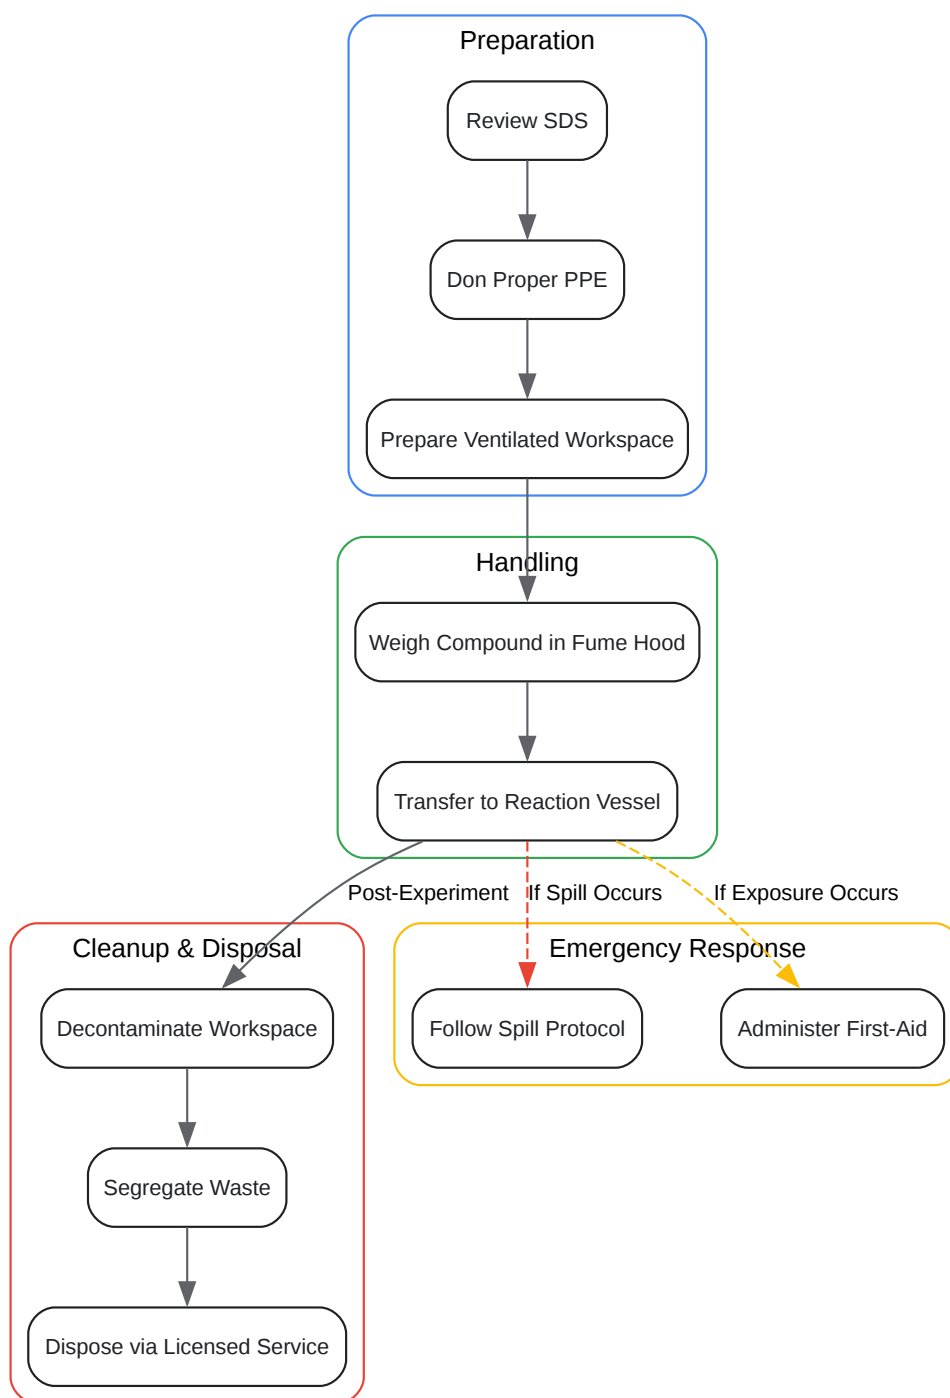 Preparation
Review SDS
Don Proper PPE
Prepare Ventilated Workspace
Handling
Weigh Compound in Fume Hood
Transfer to Reaction Vessel
Post-Experiment
If Spill Occurs
If Exposure Occurs
Cleanup & Disposal
Decontaminate Workspace
Segregate Waste
Dispose via Licensed Service
Emergency Response
Follow Spill Protocol
Administer First-Aid